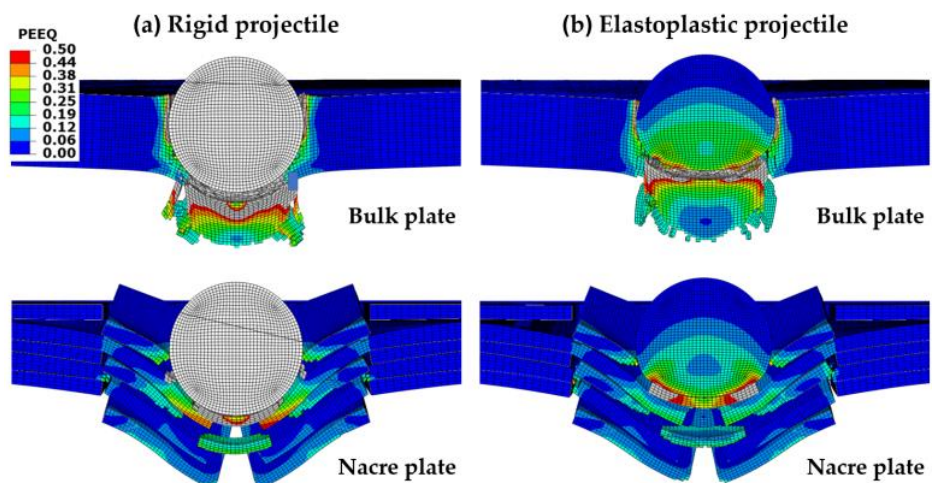 (a) Rigid projectile
(b) Elastoplastic projectile
PEEQ
0.50
0.44
0.38
0.31
0.25
0.19
0.12
0.06
0.00
Bulk plate
Bulk plate
Nacre plate
Nacre plate